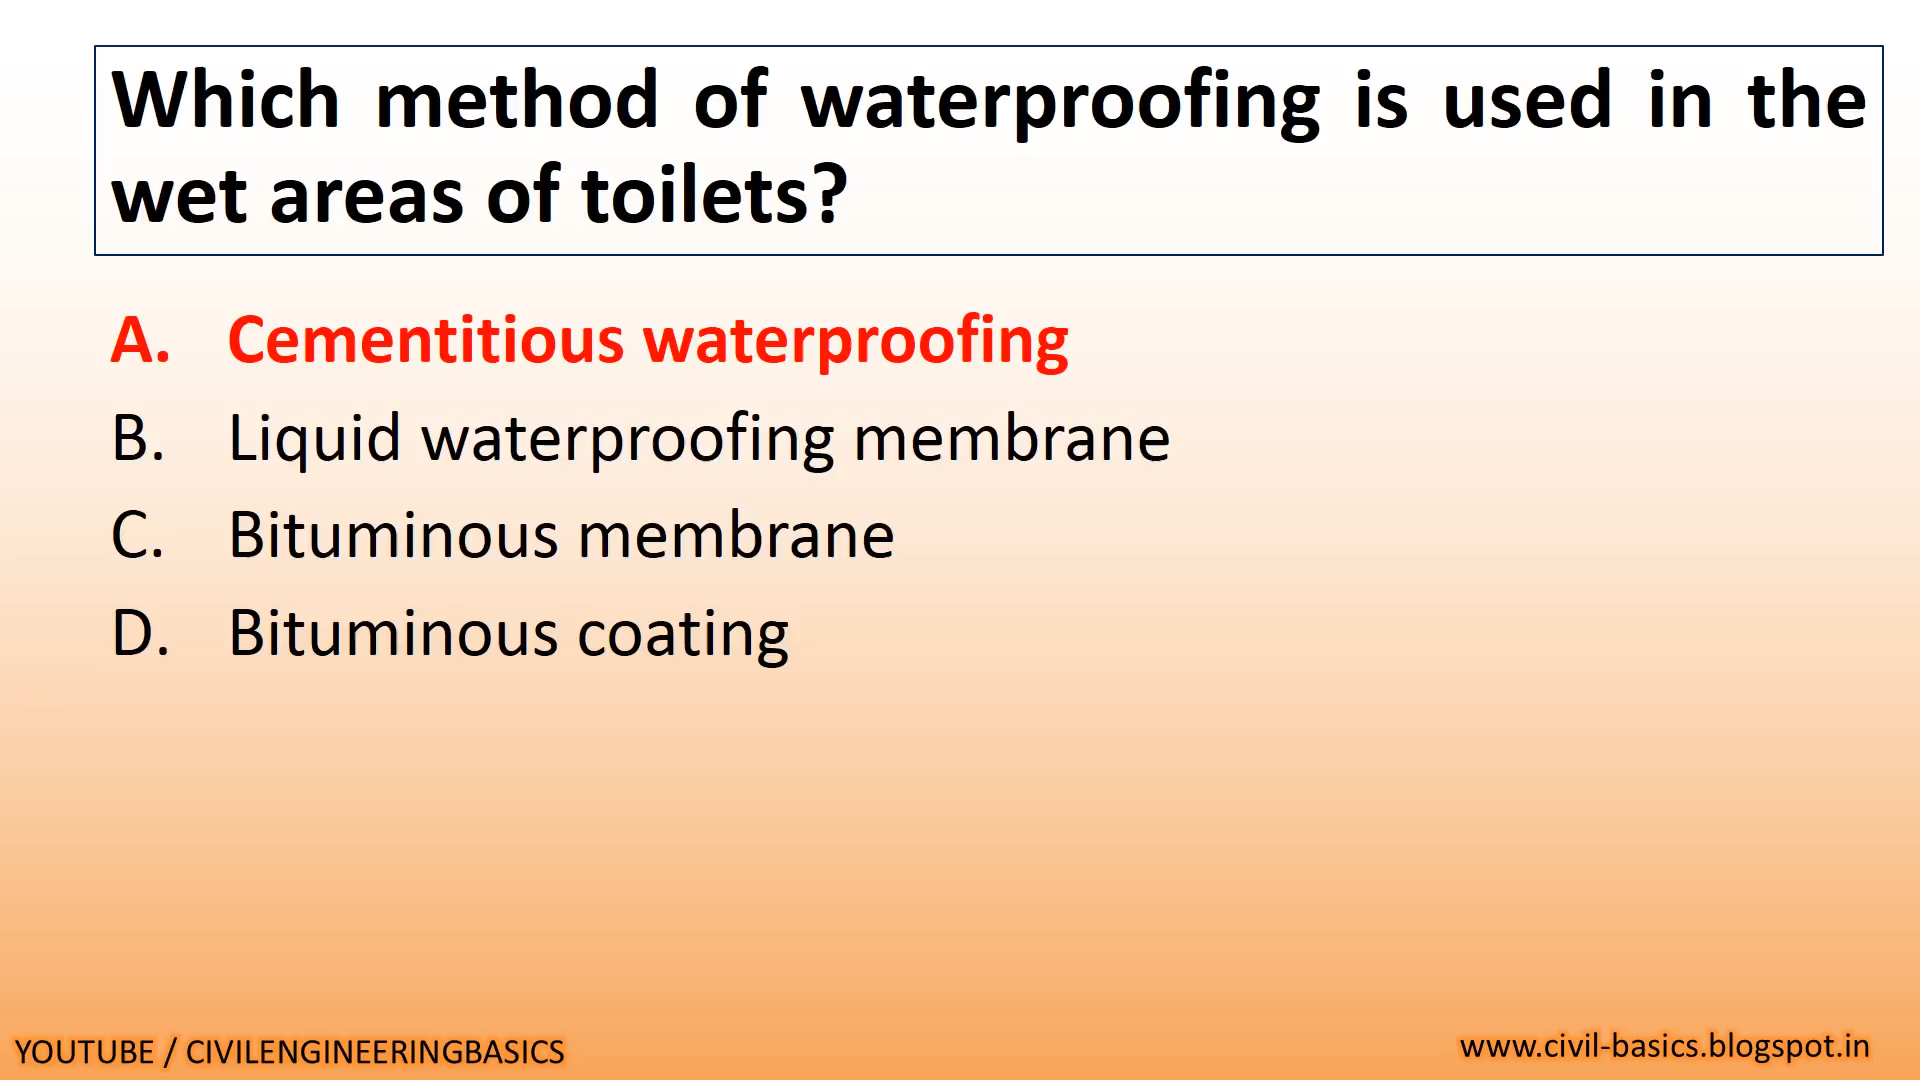 Which method of waterproofing is used in the
wet areas of toilets?
A. Cementitious waterproofing
B. Liquid waterproofing membrane
C. Bituminous membrane
D. Bituminous coating
YOUTUBE / CIVILENGINEERINGBASICS
www.civil-basics.blogspot.in